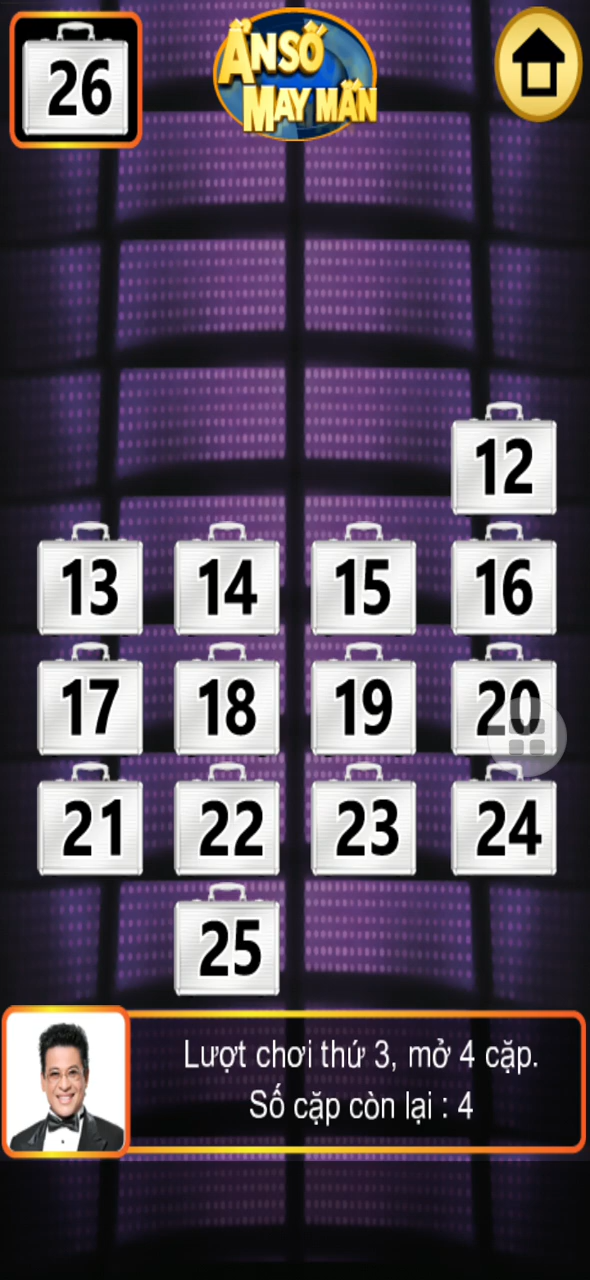 26
ẨN SỐ
MAY MẮN
12
13 14 15 16
17 18 19 20
21 22 23 24
25
Lượt chơi thứ 3, mở 4 cặp.
Số cặp còn lại : 4